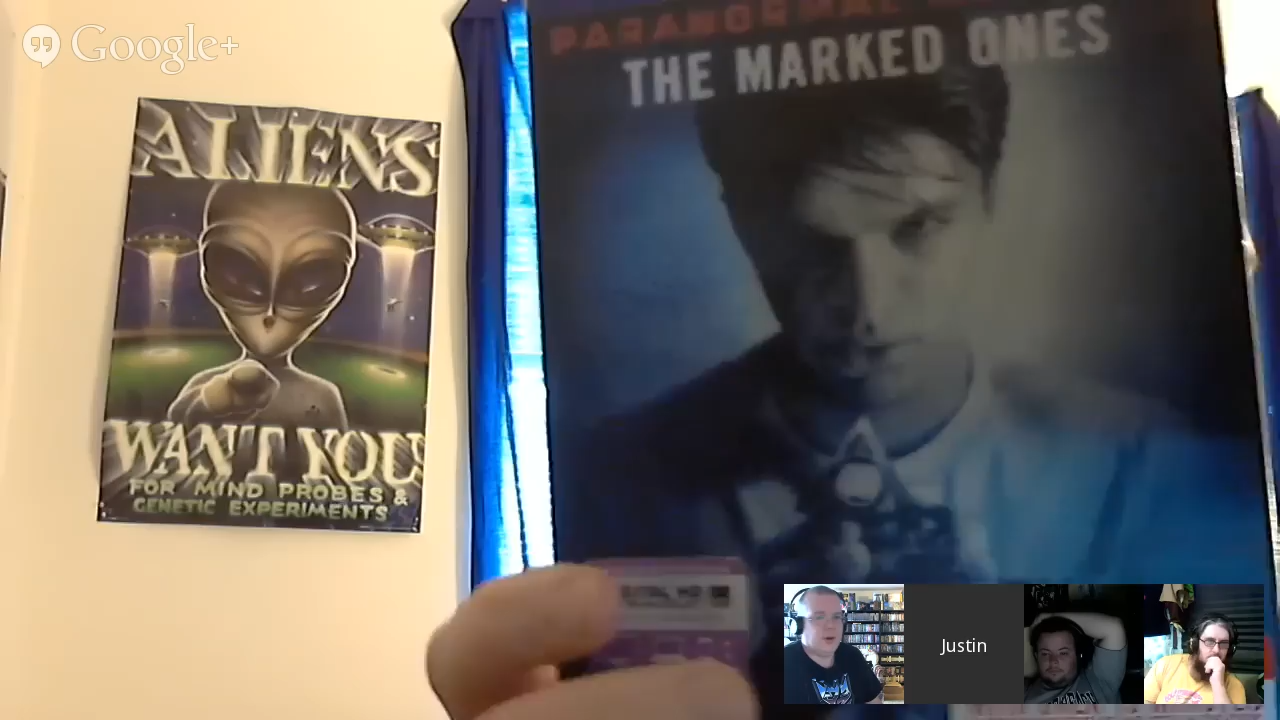 Google+
ALIENS
WANT YOU
FOR MIND PROBES &
GENETIC EXPERIMENTS
PARANORMAL
THE MARKED ONES
Justin